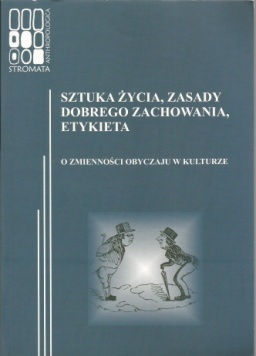 STROMATA
ANTHROPOLOGICA
SZTUKA ŻYCIA, ZASADY
DOBREGO ZACHOWANIA,
ETYKIETA
O ZMIENNOŚCI OBYCZAJU W KULTURZE